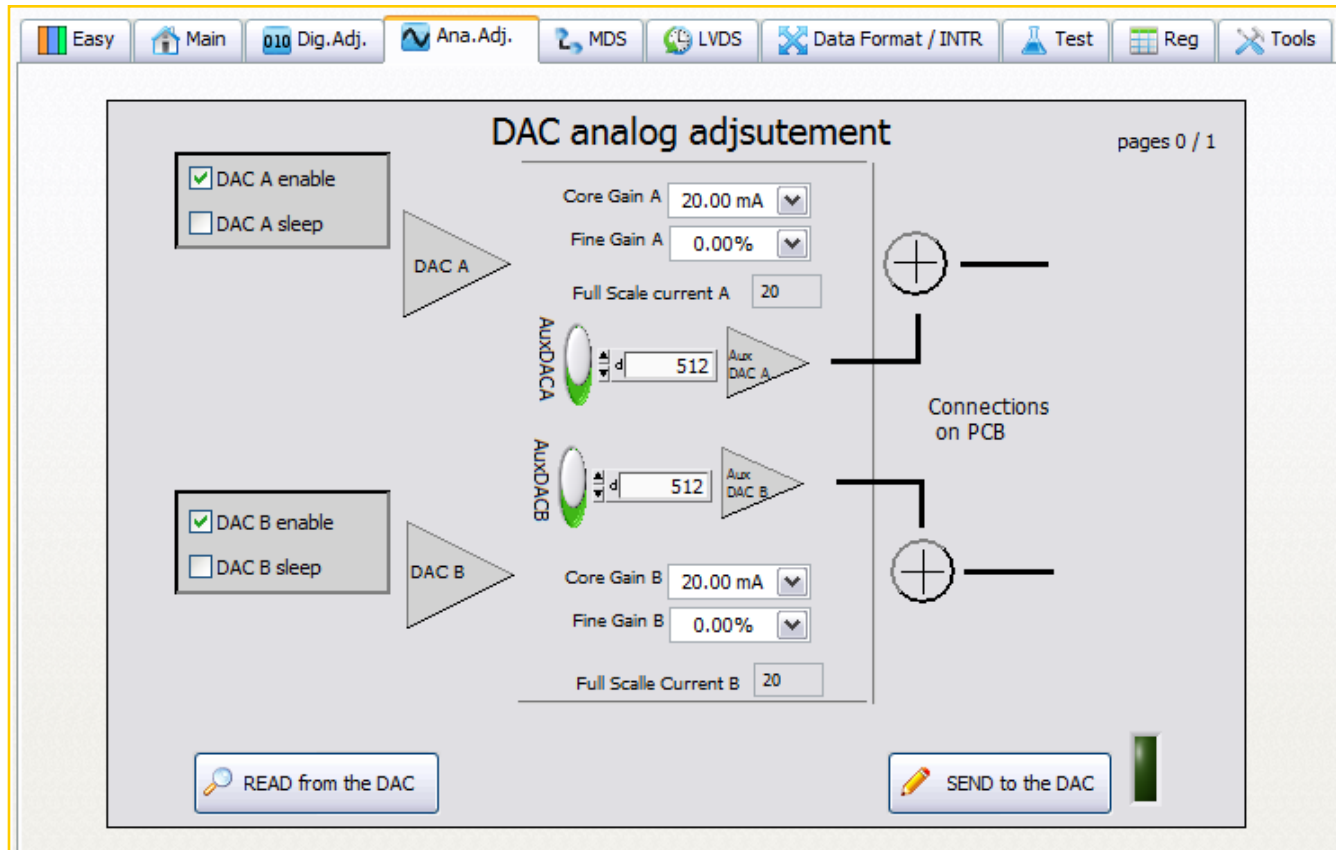 Easy
Main
010 Dig.Adj.
Ana.Adj.
MDS
LVDS
Data Format / INTR
Test
Reg
Tools
DAC analog adjsutement
pages 0 / 1
DAC A enable
DAC A sleep
DAC A
Core Gain A 20.00 mA
Fine Gain A 0.00%
Full Scale current A 20
AuxDACA
d 512
Aux
DAC A
Connections
on PCB
AuxDACB
d 512
Aux
DAC B
DAC B enable
DAC B sleep
DAC B
Core Gain B 20.00 mA
Fine Gain B 0.00%
Full Scalle Current B 20
READ from the DAC
SEND to the DAC